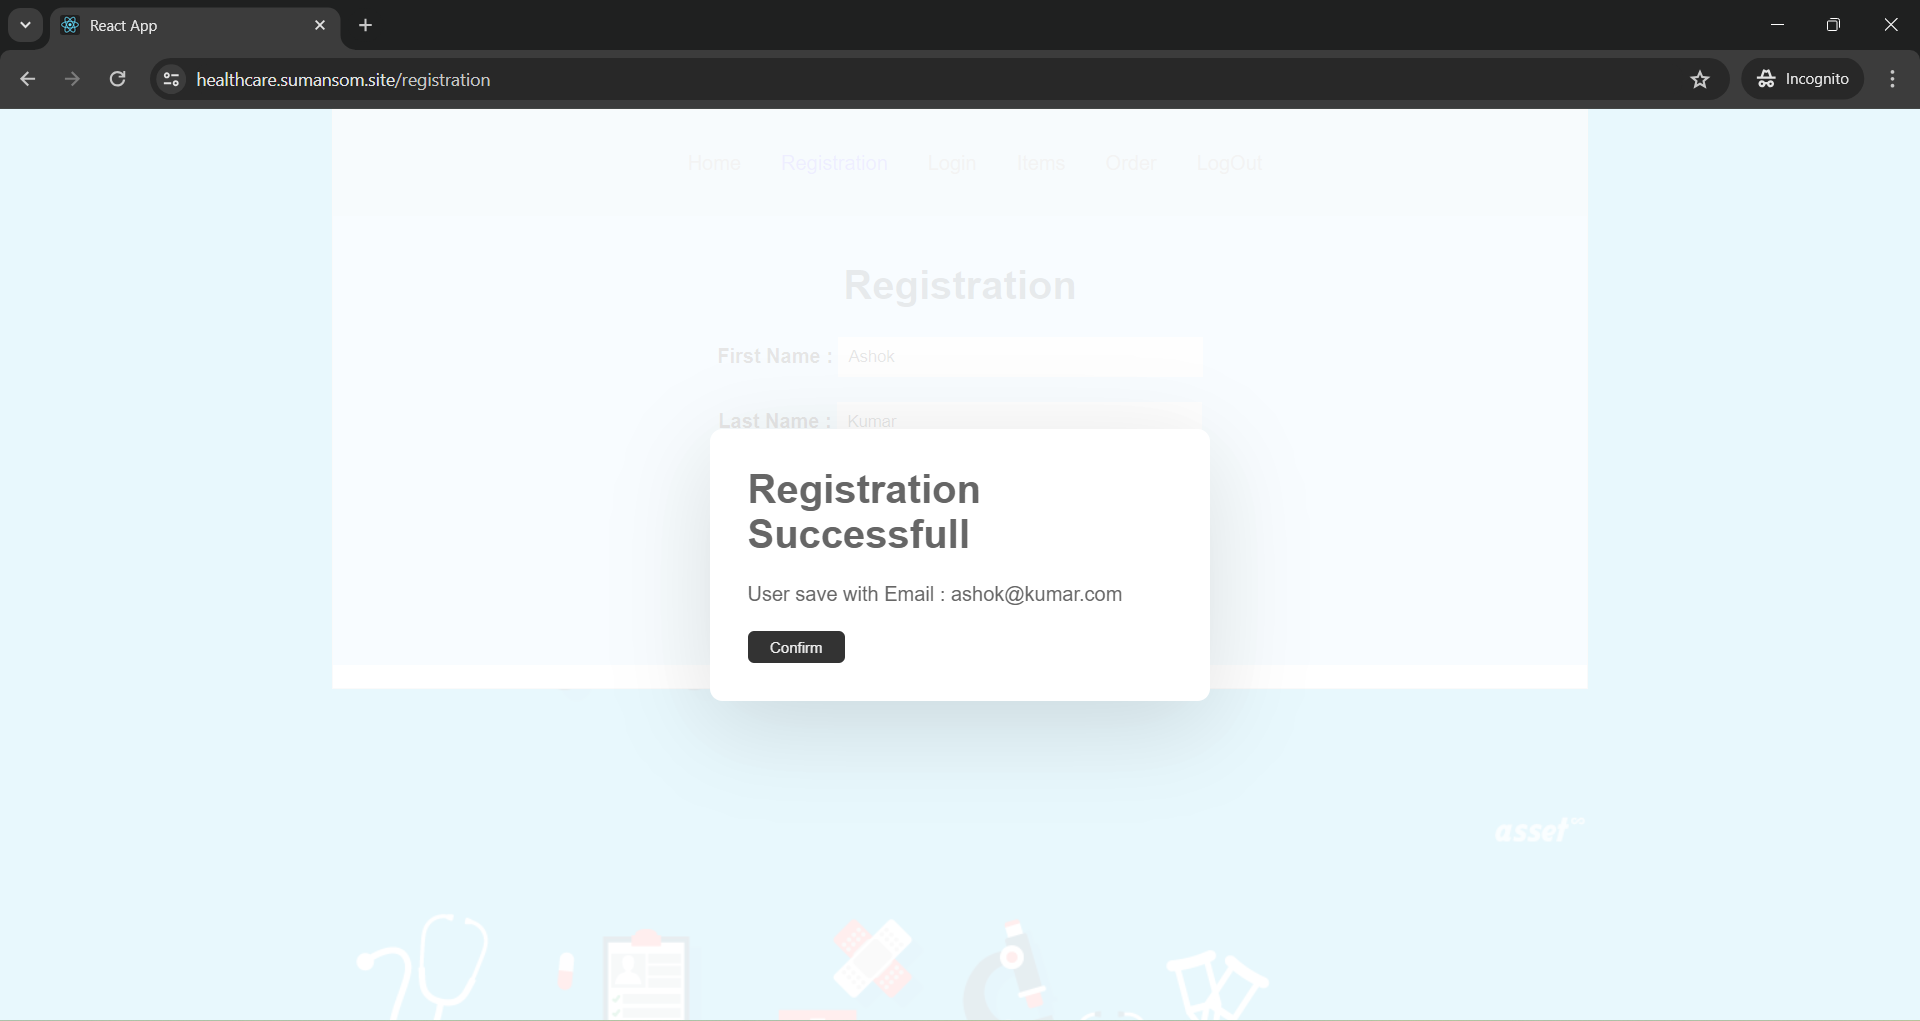 React App
healthcare.sumansom.site/registration
Incognito
Home Registration Login Items Order LogOut
Registration
First Name : Ashok
Last Name : Kumar
Registration
Successfull
User save with Email : ashok@kumar.com
Confirm
asset